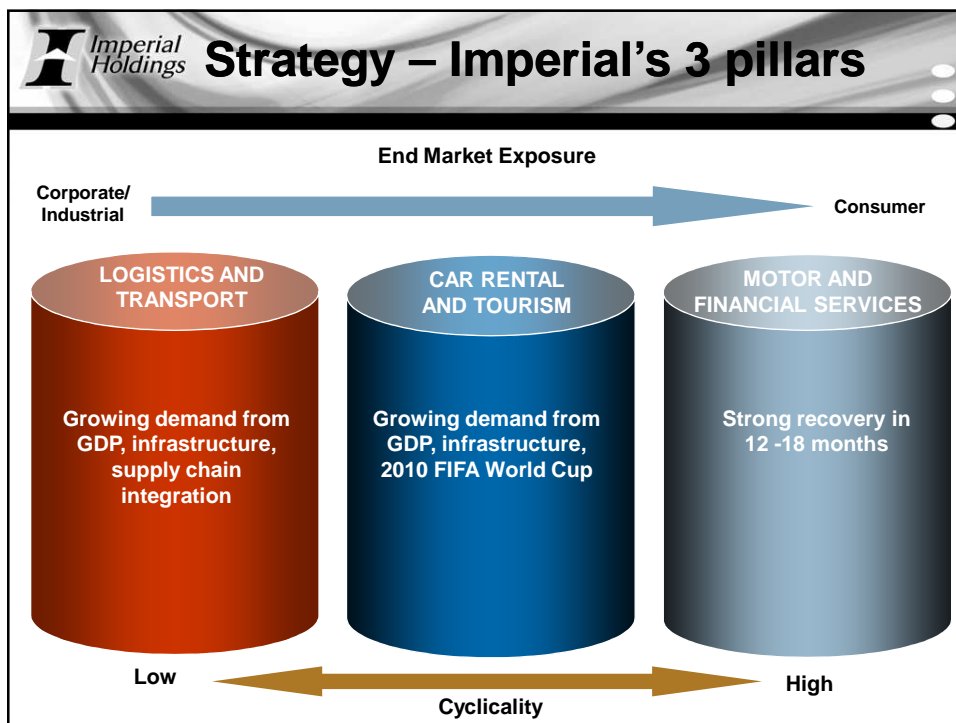 Imperial
Holdings
Strategy – Imperial's 3 pillars
End Market Exposure
Corporate/
Industrial
Consumer
LOGISTICS AND
TRANSPORT
Growing demand from
GDP, infrastructure,
supply chain
integration
CAR RENTAL
AND TOURISM
Growing demand from
GDP, infrastructure,
2010 FIFA World Cup
MOTOR AND
FINANCIAL SERVICES
Strong recovery in
12 -18 months
Low
High
Cyclicality